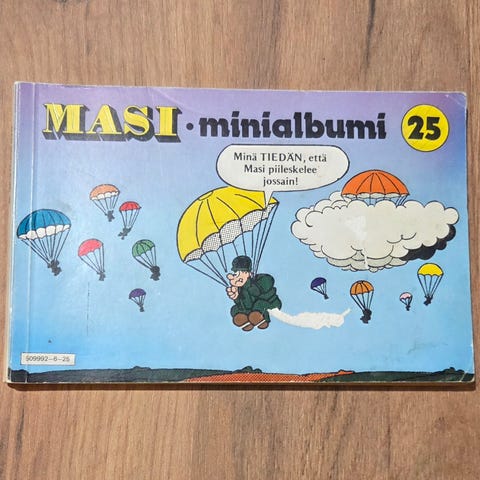 MASI • minialbumi 25
Minä TIEDÄN, että
Masi piileskelee
jossain!
509992-6-25